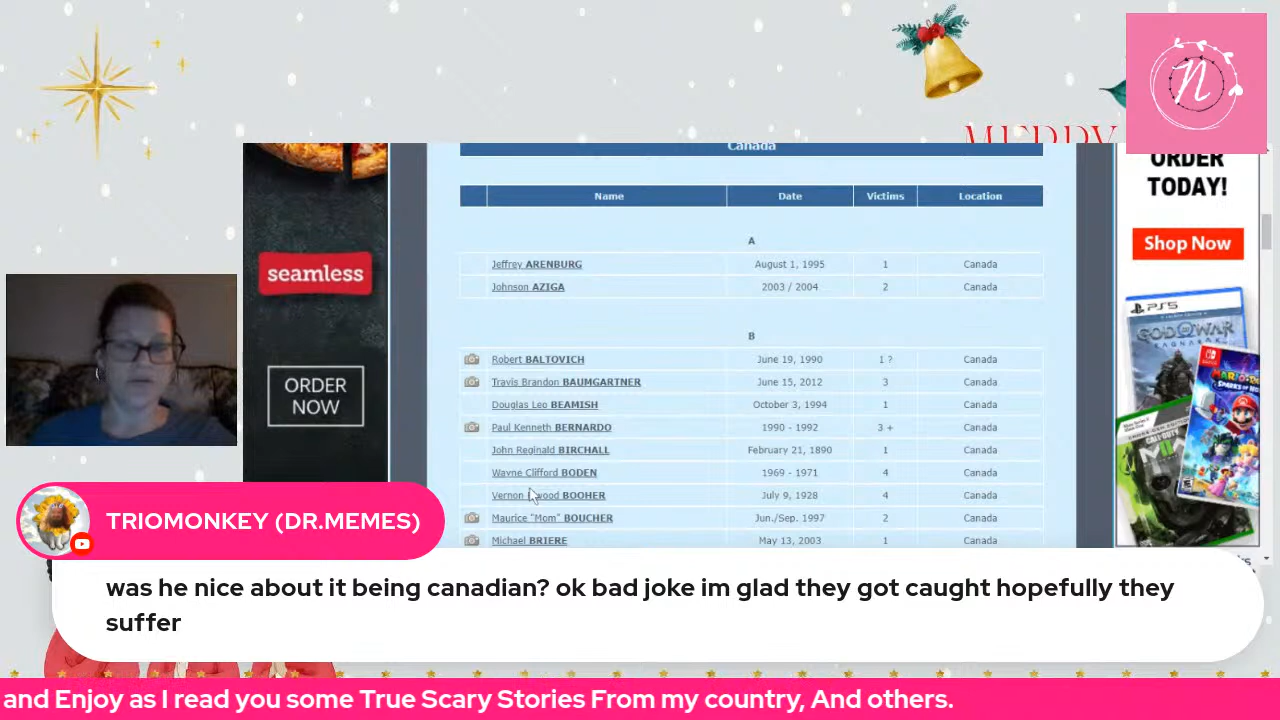 MERRY
Canada
ORDER
TODAY!
Shop Now
Name Date Victims Location
A
Jeffrey ARENBURG August 1, 1995 1 Canada
Johnson AZIGA 2003 / 2004 2 Canada
B
Robert BALTOVICH June 19, 1990 1 ? Canada
Travis Brandon BAUMGARTNER June 15, 2012 3 Canada
Douglas Leo BEAMISH October 3, 1994 1 Canada
Paul Kenneth BERNARDO 1990 - 1992 3 + Canada
John Reginald BIRCHALL February 21, 1890 1 Canada
Wayne Clifford BODEN 1969 - 1971 4 Canada
Vernon BOOHER July 9, 1928 4 Canada
Maurice "Mom" BOUCHER Jun./Sep. 1997 2 Canada
Michael BRIERE May 13, 2003 1 Canada
seamless
ORDER
NOW
PS5
GOD WAR
RAGNAROK
n
TRIOMONKEY (DR.MEMES)
was he nice about it being canadian? ok bad joke im glad they got caught hopefully they
suffer
and Enjoy as I read you some True Scary Stories From my country, And others.